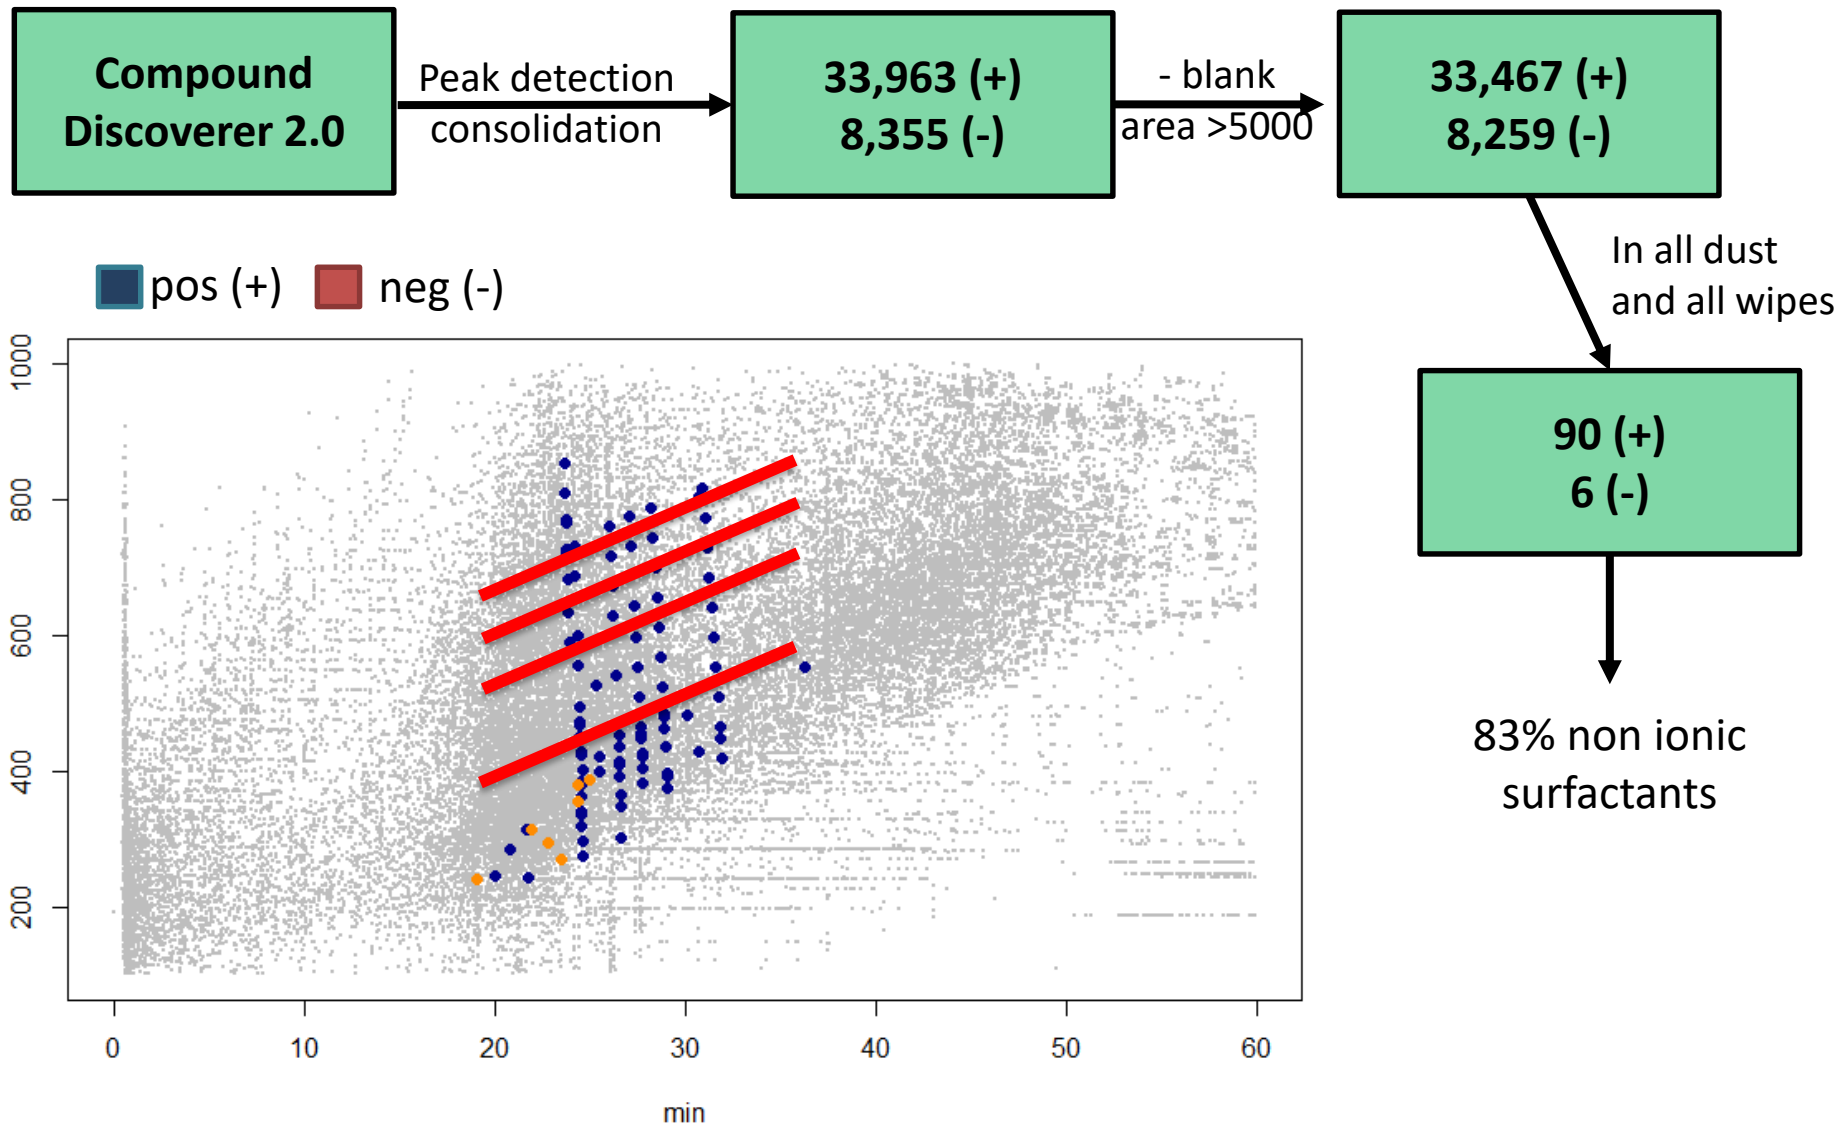 Compound
Discoverer 2.0
Peak detection
consolidation
33,963 (+)
8,355 (-)
- blank
area >5000
33,467 (+)
8,259 (-)
In all dust
and all wipes
90 (+)
6 (-)
83% non ionic
surfactants
pos (+) neg (-)
1000
800
600
400
200
0 10 20 30 40 50 60
min